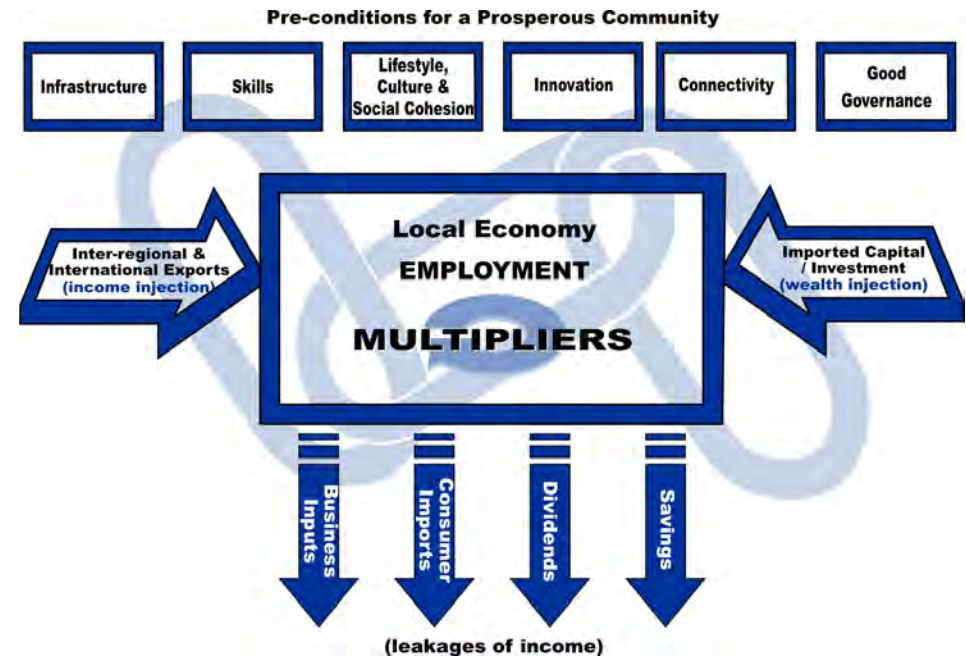 Pre-conditions for a Prosperous Community
Infrastructure
Skills
Lifestyle,
Culture &
Social Cohesion
Innovation
Connectivity
Good
Governance
Inter-regional &
International Exports
(income injection)
Local Economy
EMPLOYMENT
MULTIPLIERS
Imported Capital
/ Investment
(wealth injection)
Business
Inputs
Consumer
Imports
Dividends
Savings
(leakages of income)